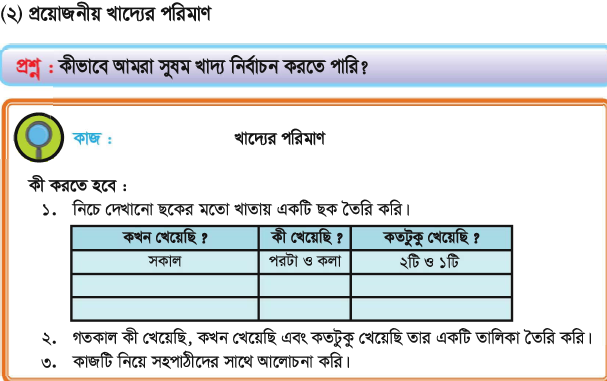 (২) প্রয়োজনীয় খাদ্যের পরিমাণ
প্রশ্ন : কীভাবে আমরা সুষম খাদ্য নির্বাচন করতে পারি?
কাজ : খাদ্যের পরিমাণ
কী করতে হবে :
১. নিচে দেখানো ছকের মতো খাতায় একটি ছক তৈরি করি।
কখন খেয়েছি ? কী খেয়েছি ? কতটুকু খেয়েছি ?
সকাল পরটা ও কলা ২টি ও ১টি
২. গতকাল কী খেয়েছি, কখন খেয়েছি এবং কতটুকু খেয়েছি তার একটি তালিকা তৈরি করি।
৩. কাজটি নিয়ে সহপাঠীদের সাথে আলোচনা করি।